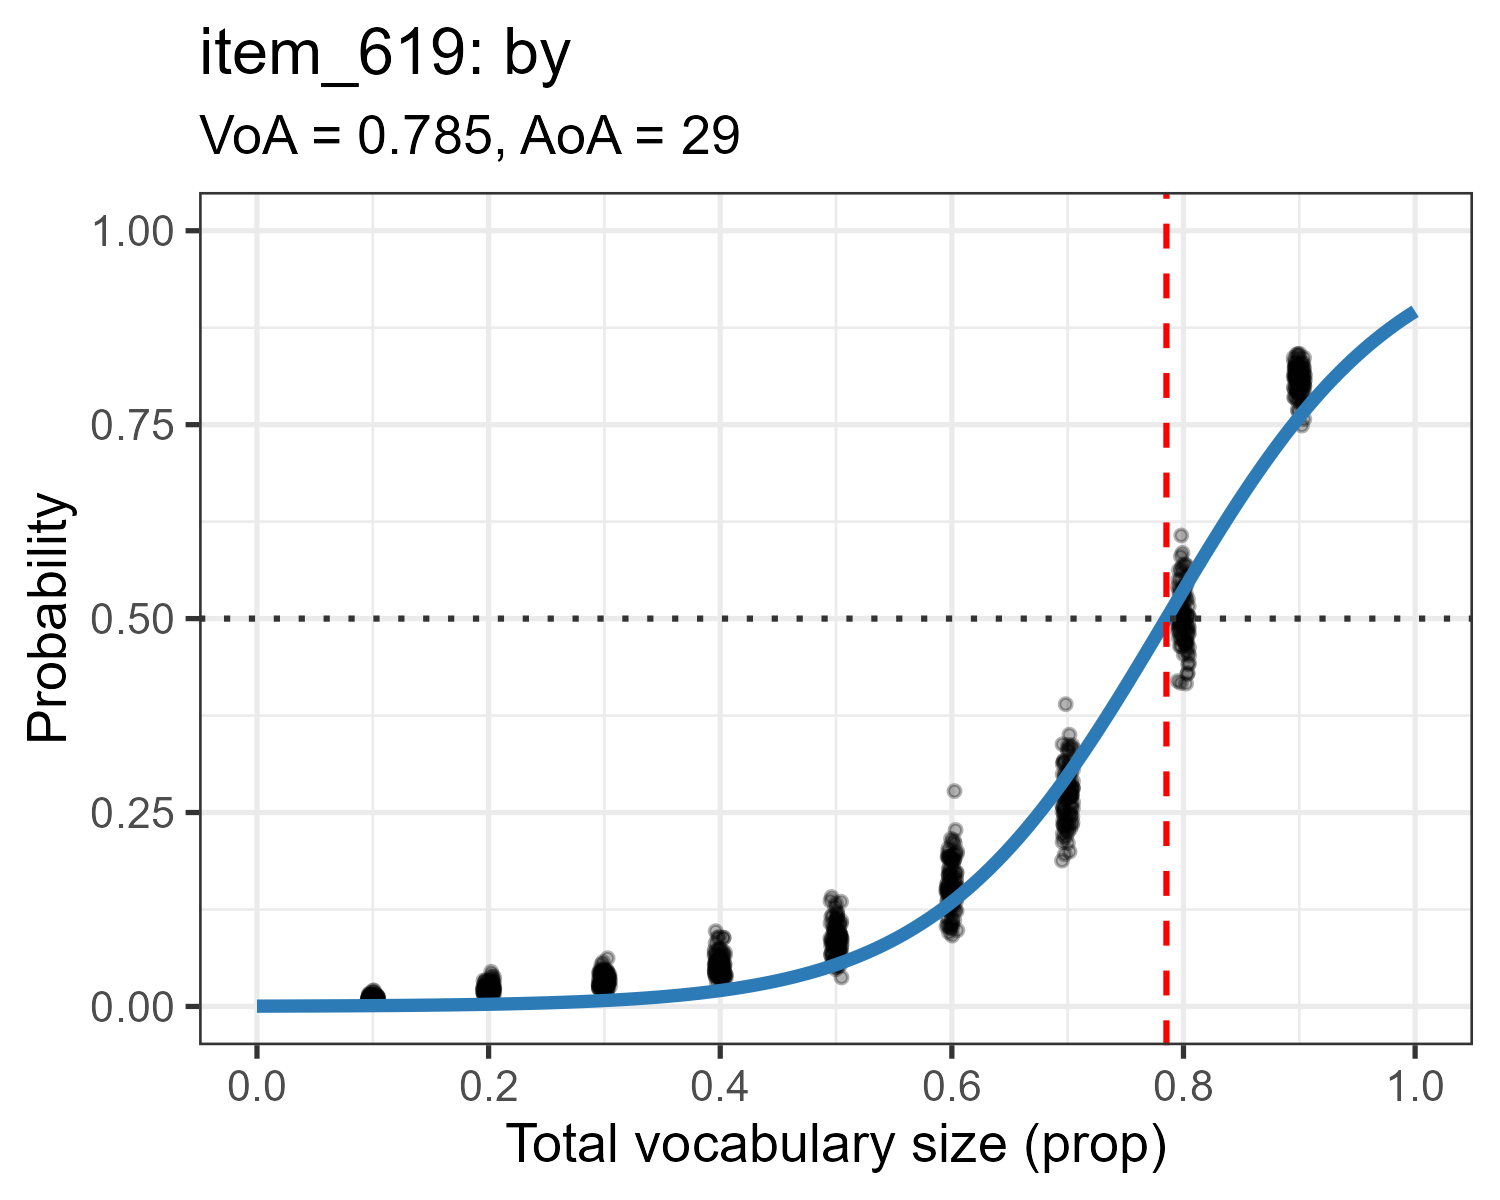 item_619: by
VoA = 0.785, AoA = 29
1.00
0.75
0.50
0.25
0.00
Probability
0.0 0.2 0.4 0.6 0.8 1.0
Total vocabulary size (prop)